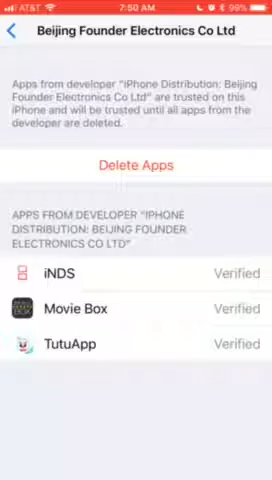 AT&T 7:50 AM 99%
Beijing Founder Electronics Co Ltd
Apps from developer "iPhone Distribution: Beijing
Founder Electronics Co Ltd" are trusted on this
iPhone and will be trusted until all apps from the
developer are deleted.
Delete Apps
APPS FROM DEVELOPER "IPHONE
DISTRIBUTION: BEIJING FOUNDER
ELECTRONICS CO LTD"
iNDS Verified
Movie Box Verified
TutuApp Verified